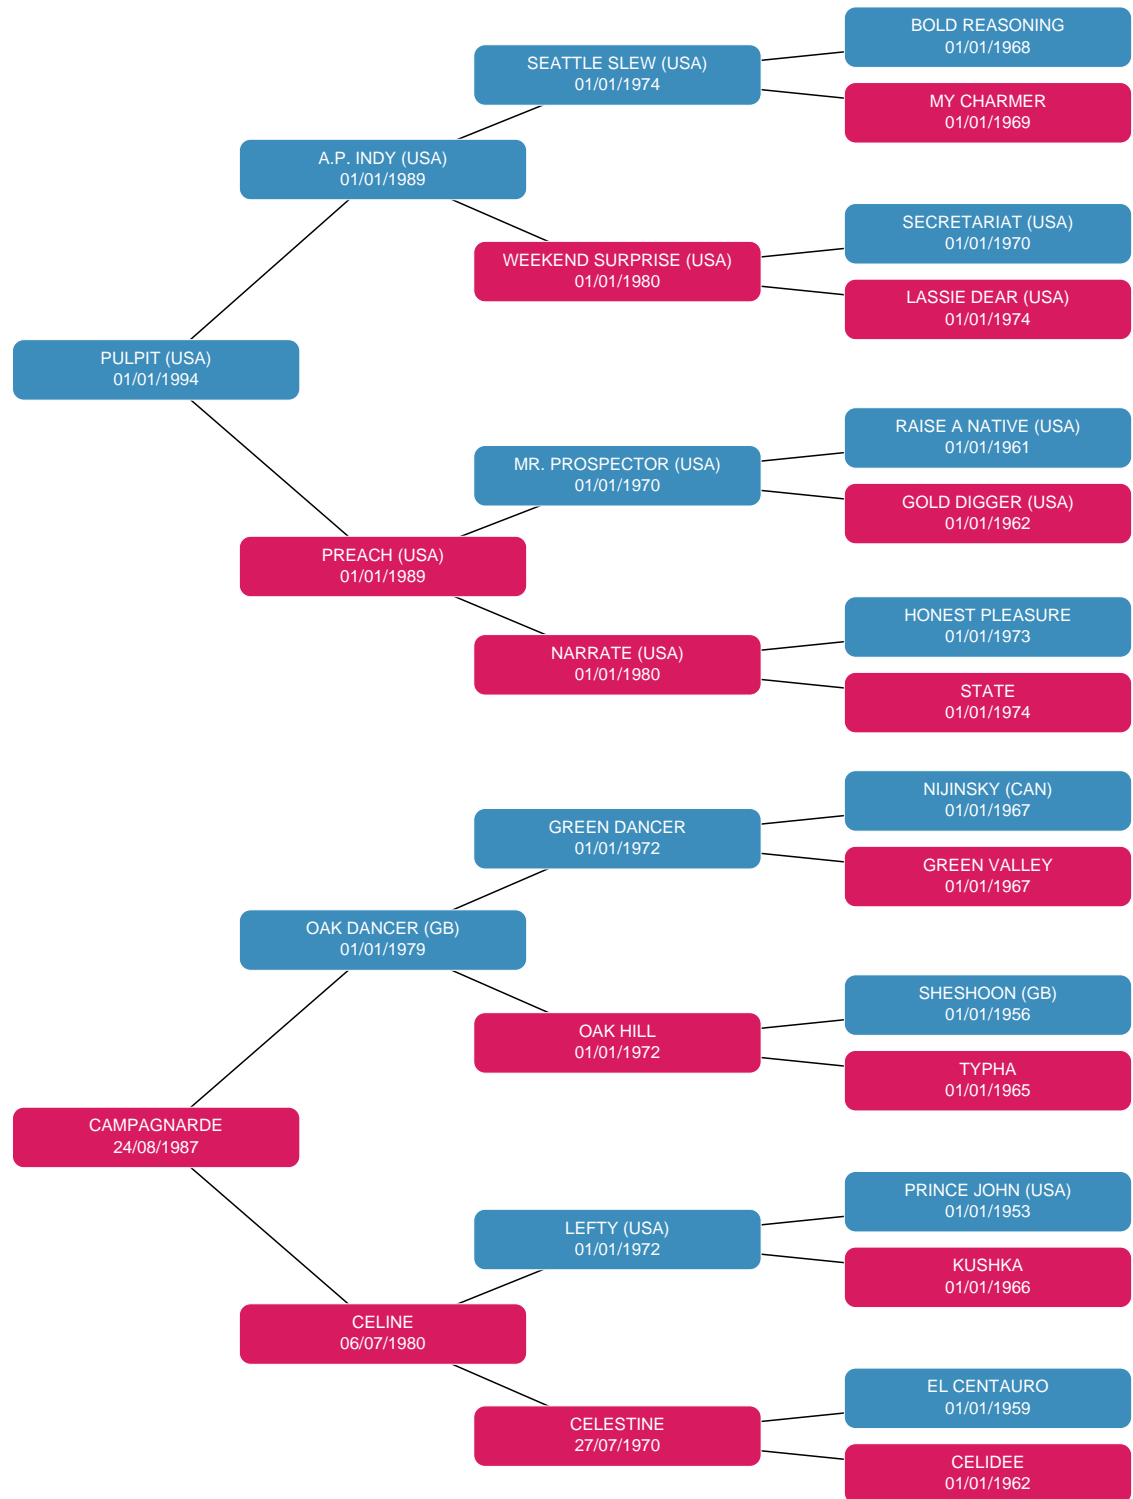 BOLD REASONING
01/01/1968
SEATTLE SLEW (USA)
01/01/1974
MY CHARMER
01/01/1969
A.P. INDY (USA)
01/01/1989
SECRETARIAT (USA)
01/01/1970
WEEKEND SURPRISE (USA)
01/01/1980
LASSIE DEAR (USA)
01/01/1974
PULPIT (USA)
01/01/1994
RAISE A NATIVE (USA)
01/01/1961
MR. PROSPECTOR (USA)
01/01/1970
GOLD DIGGER (USA)
01/01/1962
PREACH (USA)
01/01/1989
HONEST PLEASURE
01/01/1973
NARRATE (USA)
01/01/1980
STATE
01/01/1974
NIJINSKY (CAN)
01/01/1967
GREEN DANCER
01/01/1972
GREEN VALLEY
01/01/1967
OAK DANCER (GB)
01/01/1979
SHESHOON (GB)
01/01/1956
OAK HILL
01/01/1972
TYPHA
01/01/1965
CAMPAGNARDE
24/08/1987
PRINCE JOHN (USA)
01/01/1953
LEFTY (USA)
01/01/1972
KUSHKA
01/01/1966
CELINE
06/07/1980
EL CENTAURO
01/01/1959
CELESTINE
27/07/1970
CELIDEE
01/01/1962